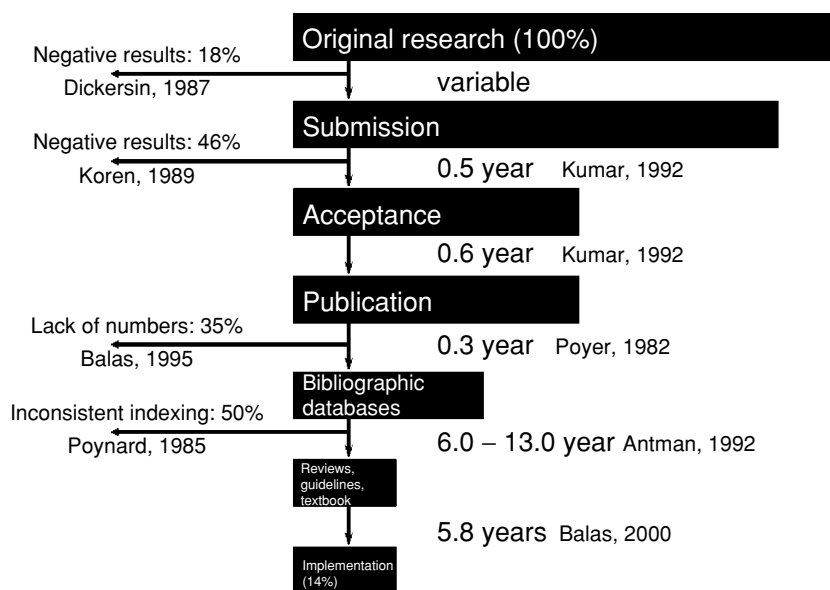 Original research (100%)
Negative results: 18%
Dickersin, 1987
variable
Submission
Negative results: 46%
Koren, 1989
0.5 year Kumar, 1992
Acceptance
0.6 year Kumar, 1992
Publication
Lack of numbers: 35%
Balas, 1995
0.3 year Poyer, 1982
Bibliographic
databases
Inconsistent indexing: 50%
Poynard, 1985
6.0 – 13.0 year Antman, 1992
Reviews,
guidelines,
textbook
5.8 years Balas, 2000
Implementation
(14%)